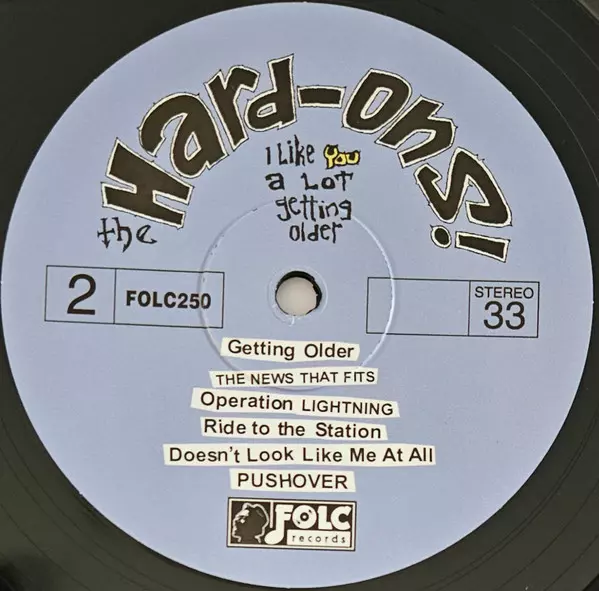 the Hard-Ons!
I Like You
a Lot
getting
older
2 FOLC250
STEREO
33
Getting Older
THE NEWS THAT FITS
Operation LIGHTNING
Ride to the Station
Doesn't Look Like Me At All
PUSHOVER
FOLC
records